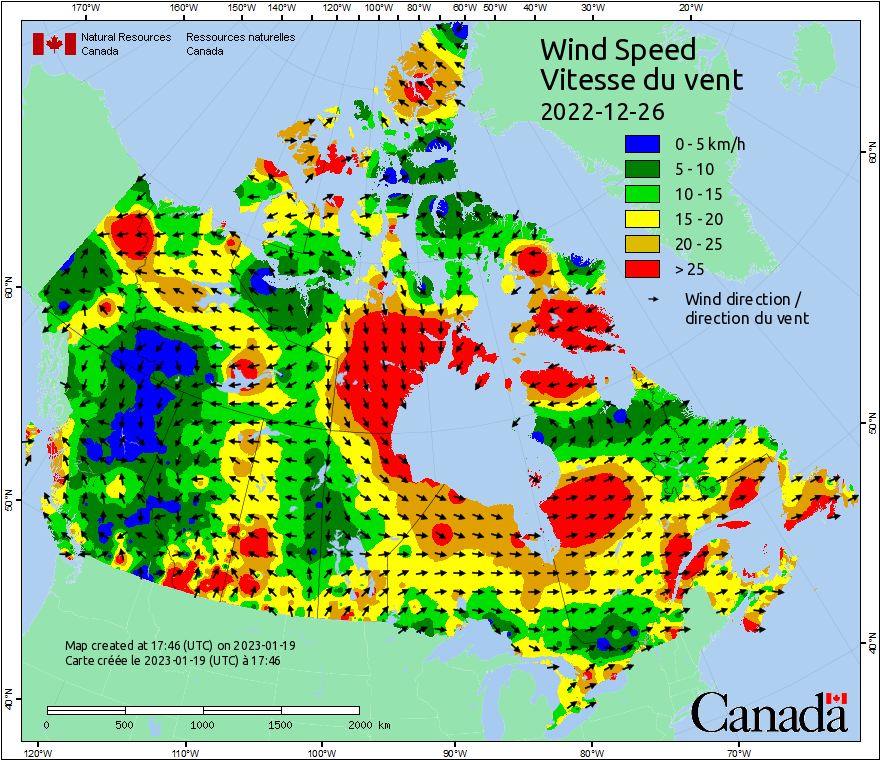 170°W 160°W 150°W 140°W 130°W 120°W 110°W 100°W 90°W 80°W 70°W 60°W 50°W 40°W 30°W 20°W
Natural Resources Ressources naturelles
Canada Canada
Wind Speed
Vitesse du vent
2022-12-26
0 - 5 km/h
5 - 10
10 - 15
15 - 20
20 - 25
> 25
Wind direction /
direction du vent
60°N
60°N
50°N
50°N
40°N
40°N
Map created at 17:46 (UTC) on 2023-01-19
Carte créée le 2023-01-19 (UTC) à 17:46
0 500 1000 1500 2000 km
Canada
120°W 110°W 100°W 90°W 80°W 70°W